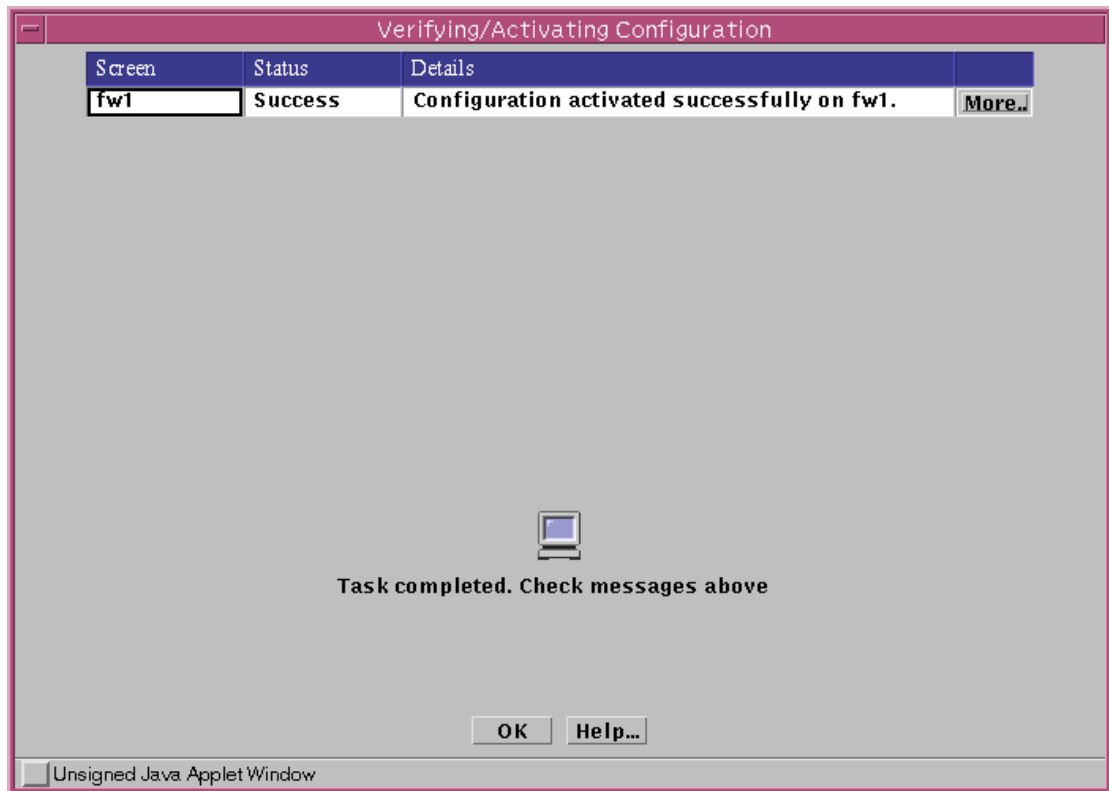 Verifying/Activating Configuration
Screen Status Details
fw1 Success Configuration activated successfully on fw1. More..
Task completed. Check messages above
OK Help...
Unsigned Java Applet Window